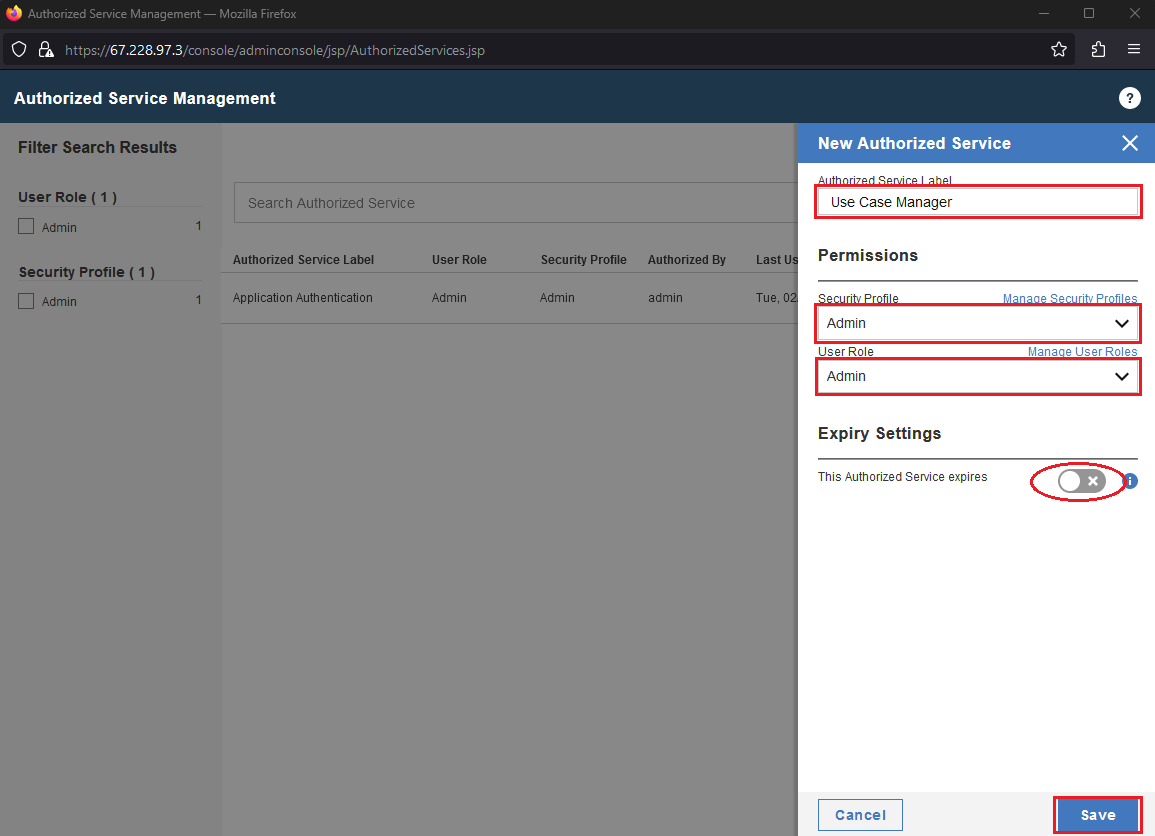 Authorized Service Management — Mozilla Firefox
https://67.228.97.3/console/adminconsole/jsp/AuthorizedServices.jsp
Authorized Service Management
?
Filter Search Results
User Role ( 1 )
Admin 1
Security Profile ( 1 )
Admin 1
Search Authorized Service
Authorized Service Label User Role Security Profile Authorized By Last Us
Application Authentication Admin Admin admin Tue, 02
New Authorized Service
Authorized Service Label
Use Case Manager
Permissions
Security Profile Manage Security Profiles
Admin
User Role Manage User Roles
Admin
Expiry Settings
This Authorized Service expires
i
Cancel Save